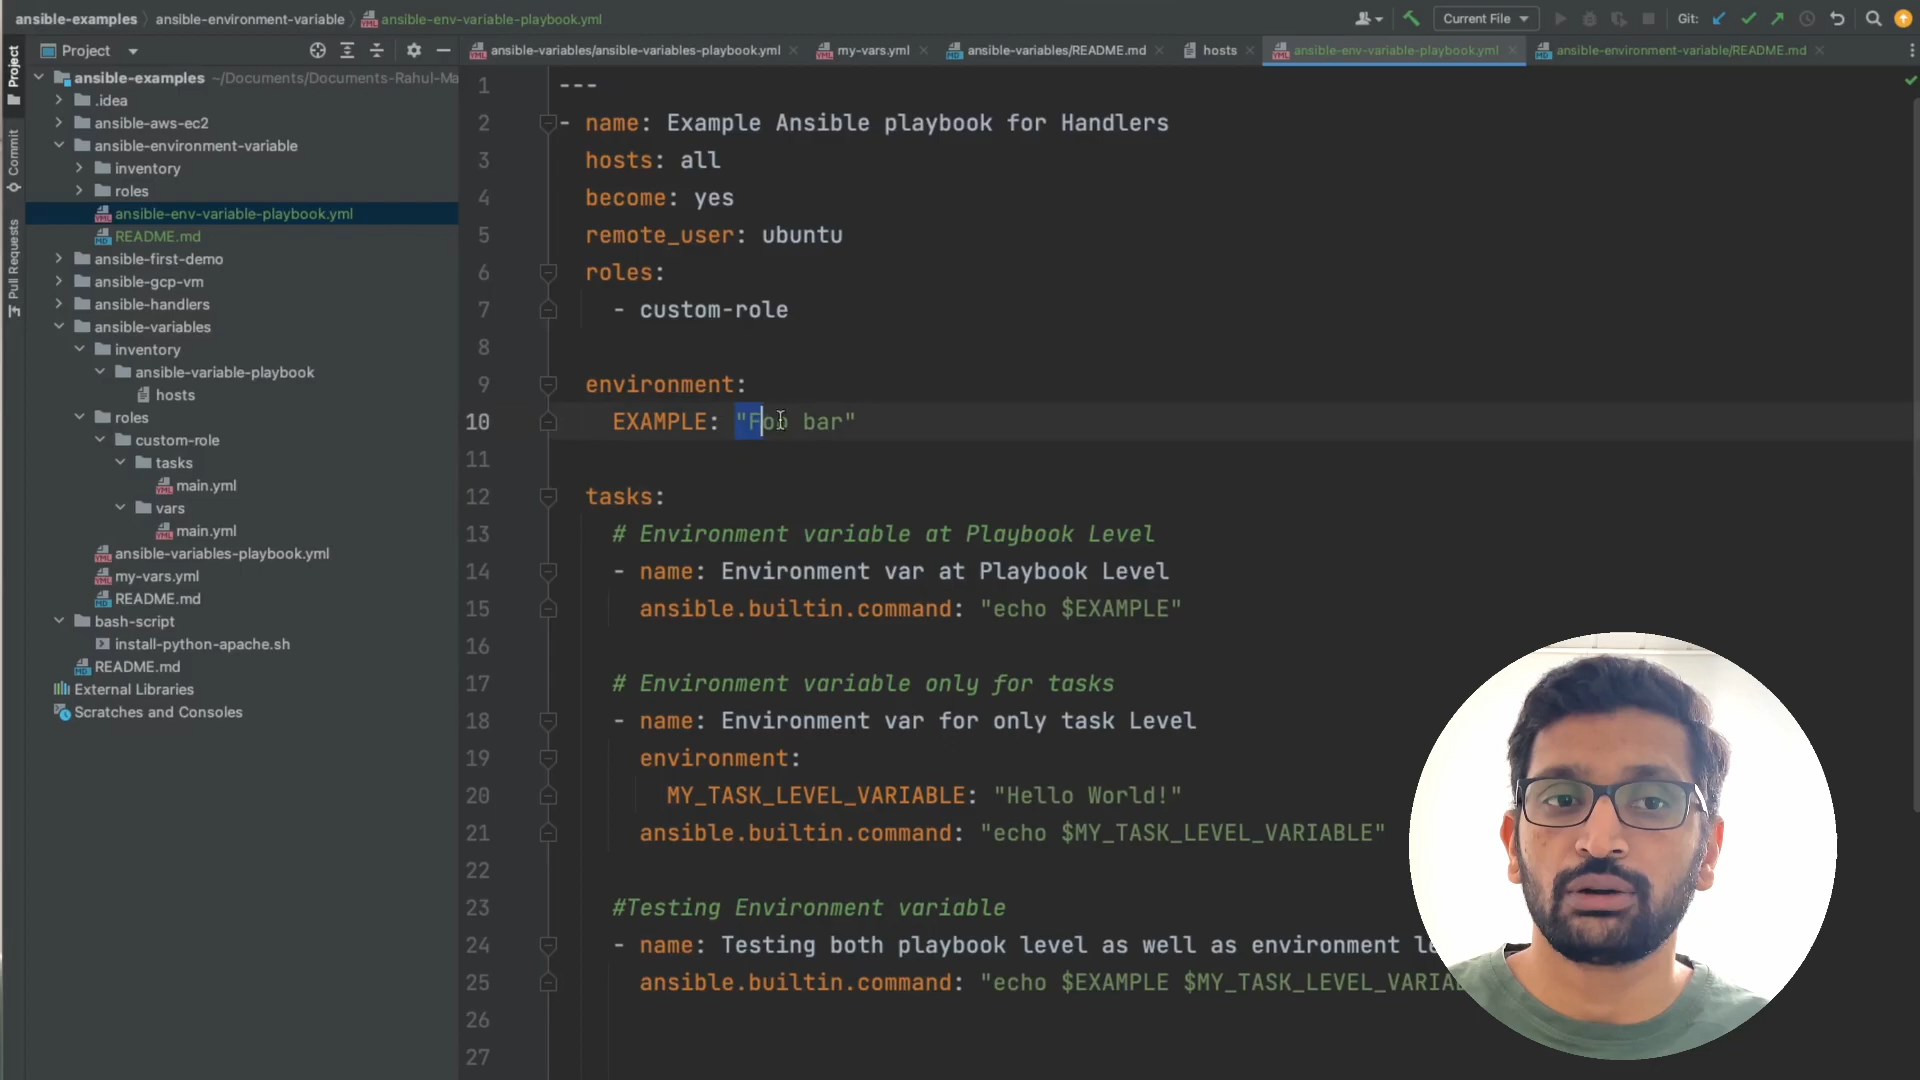 ansible-examples ansible-environment-variable ansible-env-variable-playbook.yml
Current File Git:
Project
ansible-variables/ansible-variables-playbook.yml my-vars.yml ansible-variables/README.md hosts ansible-env-variable-playbook.yml ansible-environment-variable/README.md
Project
Commit
Pull Requests
ansible-examples ~/Documents/Documents-Rahul-Ma
.idea
ansible-aws-ec2
ansible-environment-variable
inventory
roles
ansible-env-variable-playbook.yml
README.md
ansible-first-demo
ansible-gcp-vm
ansible-handlers
ansible-variables
inventory
ansible-variable-playbook
hosts
roles
custom-role
tasks
main.yml
vars
main.yml
ansible-variables-playbook.yml
my-vars.yml
README.md
bash-script
install-python-apache.sh
README.md
External Libraries
Scratches and Consoles
1 ---
2 - name: Example Ansible playbook for Handlers
3 hosts: all
4 become: yes
5 remote_user: ubuntu
6 roles:
7 - custom-role
8
9 environment:
10 EXAMPLE: "Foo bar"
11
12 tasks:
13 # Environment variable at Playbook Level
14 - name: Environment var at Playbook Level
15 ansible.builtin.command: "echo $EXAMPLE"
16
17 # Environment variable only for tasks
18 - name: Environment var for only task Level
19 environment:
20 MY_TASK_LEVEL_VARIABLE: "Hello World!"
21 ansible.builtin.command: "echo $MY_TASK_LEVEL_VARIABLE"
22
23 #Testing Environment variable
24 - name: Testing both playbook level as well as environment le
25 ansible.builtin.command: "echo $EXAMPLE $MY_TASK_LEVEL_VARIA
26
27